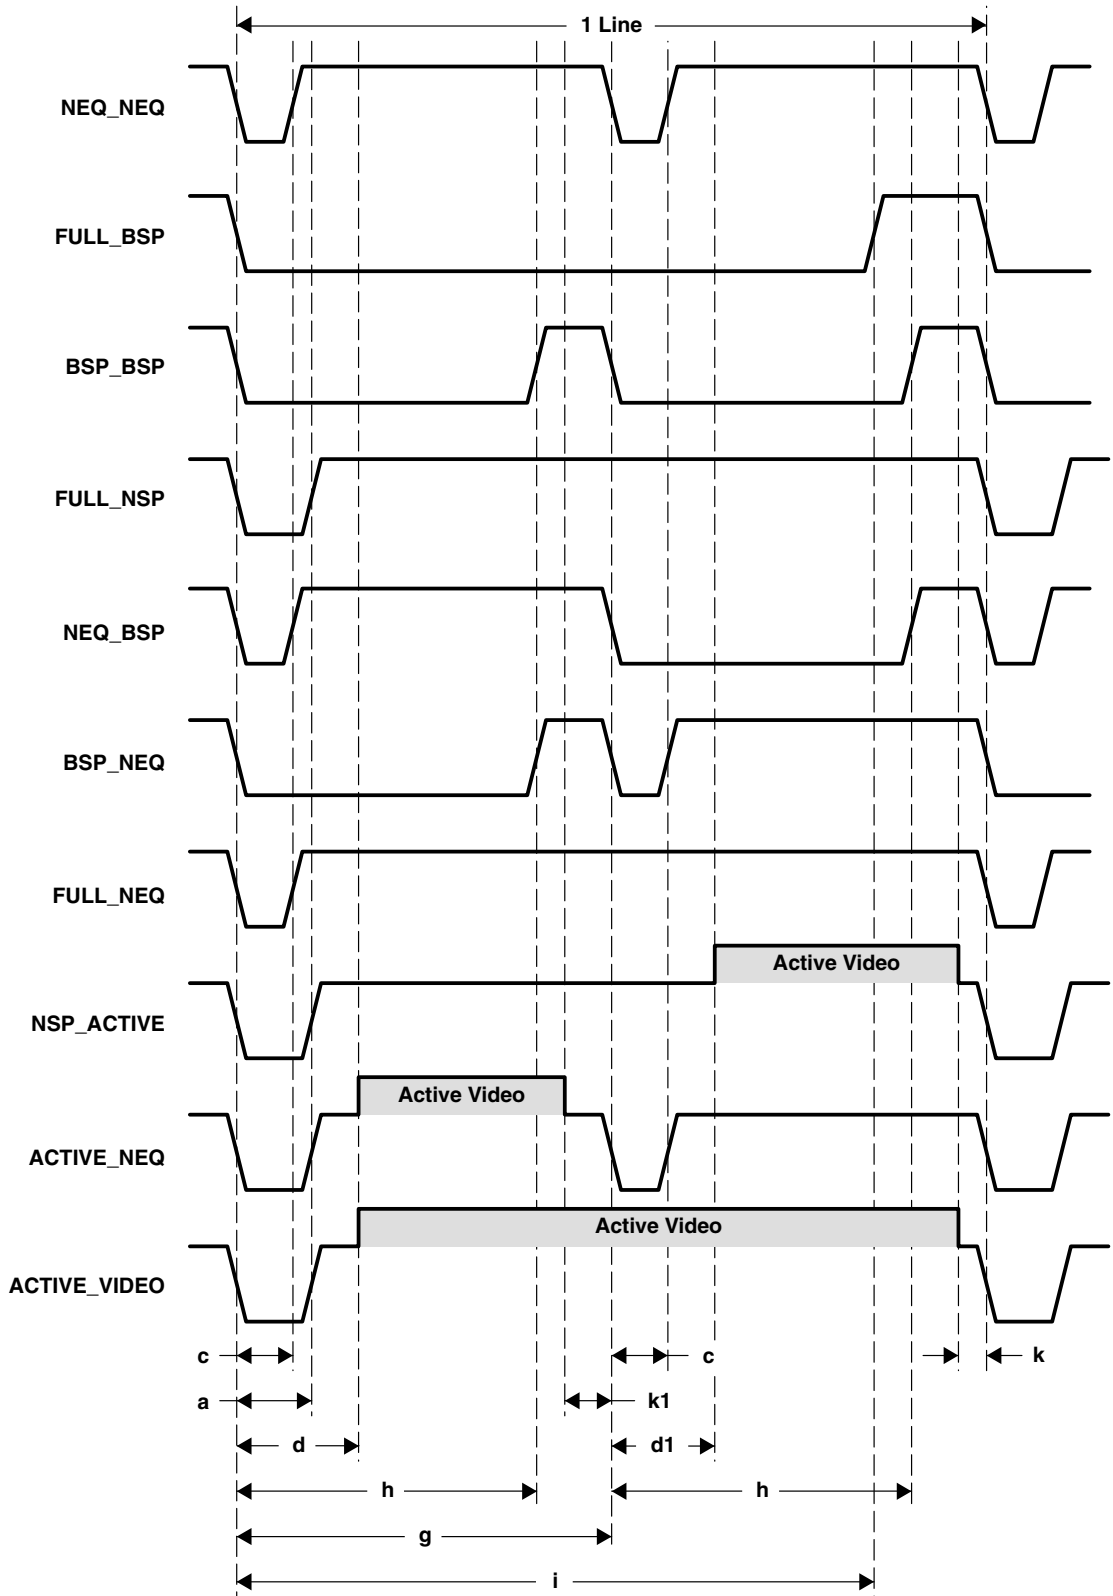 1 Line
NEQ_NEQ
FULL_BSP
BSP_BSP
FULL_NSP
NEQ_BSP
BSP_NEQ
FULL_NEQ
Active Video
NSP_ACTIVE
Active Video
ACTIVE_NEQ
Active Video
ACTIVE_VIDEO
c c k
a k1
d d1
h h
g
i